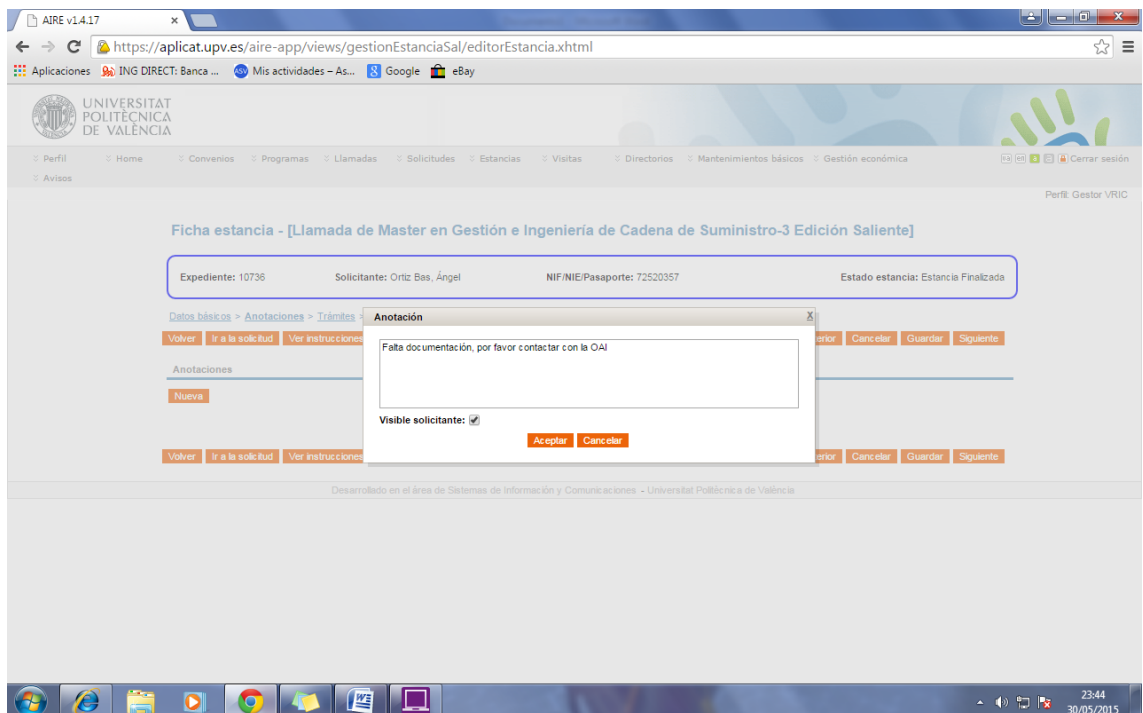 AIRE v1.4.17
https://aplicat.upv.es/aire-app/views/gestionEstanciaSal/editorEstancia.xhtml
Aplicaciones ING DIRECT: Banca ... ASV Mis actividades – As... 8 Google eBay
UNIVERSITAT
POLITÈCNICA
DE VALÈNCIA
Perfil Home Convenios Programas Llamadas Solicitudes Estancias Visitas Directorios Mantenimientos básicos Gestión económica Cerrar sesión
Avisos
Perfil: Gestor VRIC
Ficha estancia - [Llamada de Master en Gestión e Ingeniería de Cadena de Suministro-3 Edición Saliente]
Expediente: 10736 Solicitante: Ortiz Bas, Ángel NIF/NIE/Pasaporte: 72520357 Estado estancia: Estancia Finalizada
Datos básicos > Anotaciones > Trámites >
Anotación X
Volver Ir a la solicitud Ver instrucciones erior Cancelar Guardar Siguiente
Falta documentación, por favor contactar con la OAI
Anotaciones
Nueva
Visible solicitante:
Aceptar Cancelar
Volver Ir a la solicitud Ver instrucciones erior Cancelar Guardar Siguiente
Desarrollado en el área de Sistemas de Información y Comunicaciones - Universitat Politècnica de València
23:44
30/05/2015